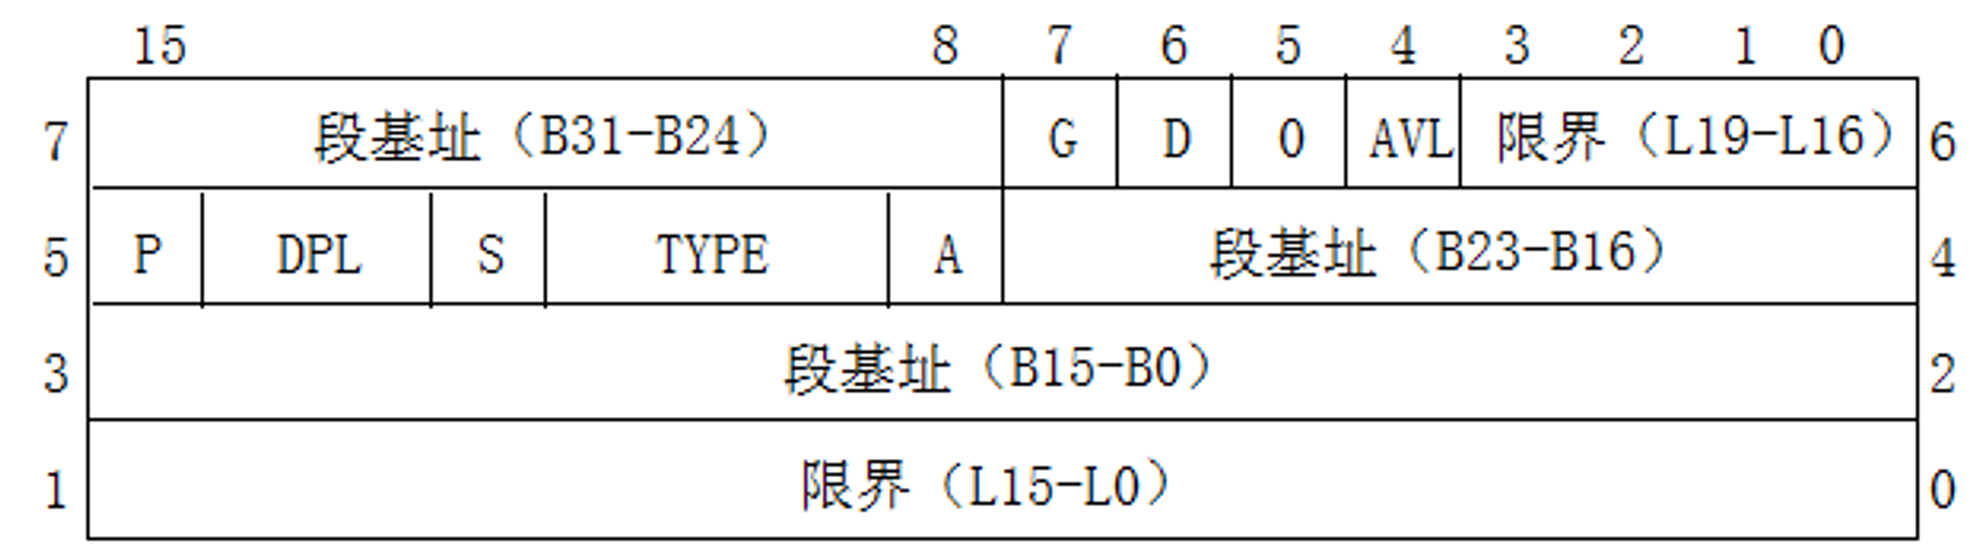 15 8 7 6 5 4 3 2 1 0
7 段基址（B31-B24） G D 0 AVL 限界（L19-L16） 6
5 P DPL S TYPE A 段基址（B23-B16） 4
3 段基址（B15-B0） 2
1 限界（L15-L0） 0